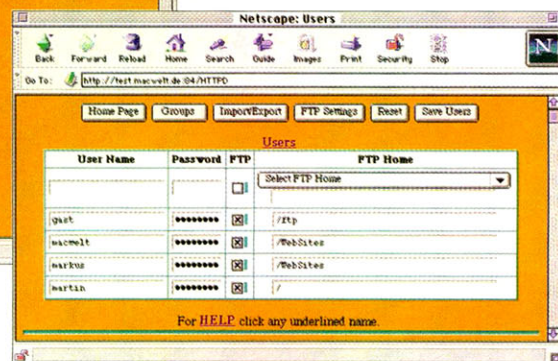 Netscape: Users
Back Forward Reload Home Search Guide Images Print Security Stop
N
Go To: http://test.macwelt.de:84/HTTPD
Home Page Groups Import/Export FTP Settings Reset Save Users
Users
User Name Password FTP FTP Home
Select FTP Home
gast •••••••• /ftp
macwelt •••••••• /WebSites
markus •••••••• /WebSites
martin •••••••• /
For HELP click any underlined name.